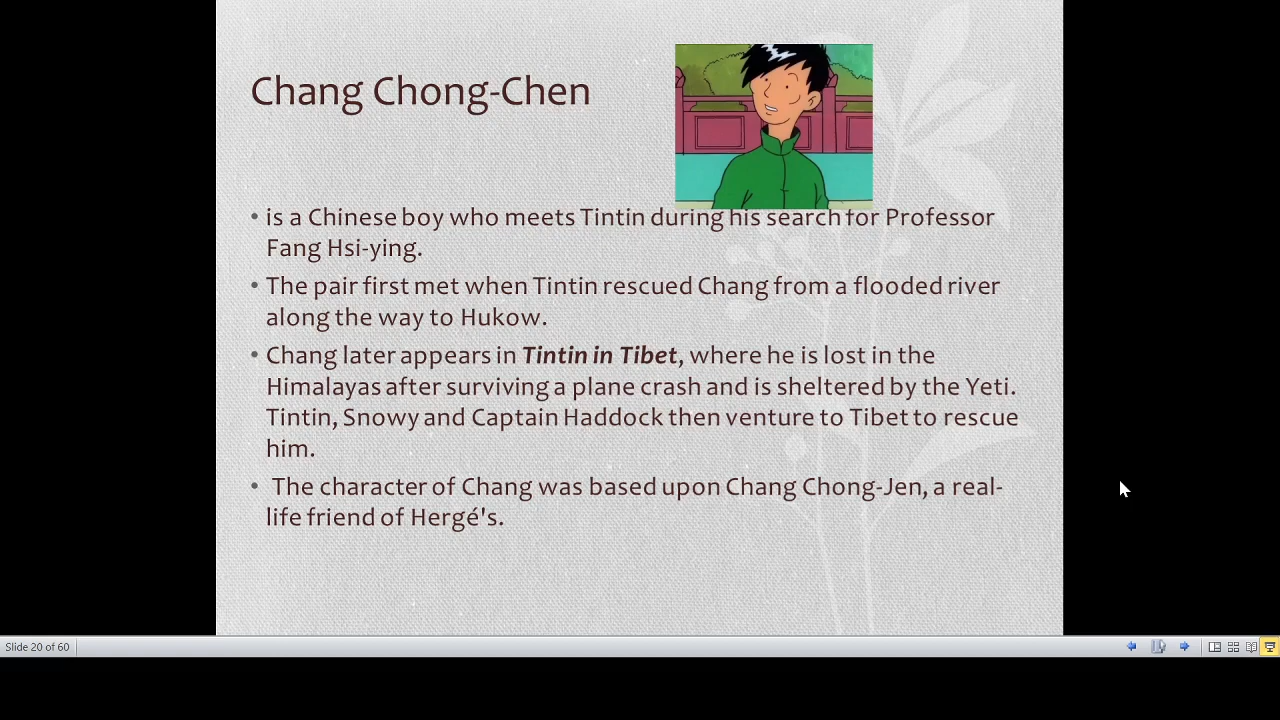 Chang Chong-Chen
• is a Chinese boy who meets Tintin during his search for Professor
Fang Hsi-ying.
• The pair first met when Tintin rescued Chang from a flooded river
along the way to Hukow.
• Chang later appears in Tintin in Tibet, where he is lost in the
Himalayas after surviving a plane crash and is sheltered by the Yeti.
Tintin, Snowy and Captain Haddock then venture to Tibet to rescue
him.
• The character of Chang was based upon Chang Chong-Jen, a real-
life friend of Hergé's.
Slide 20 of 60